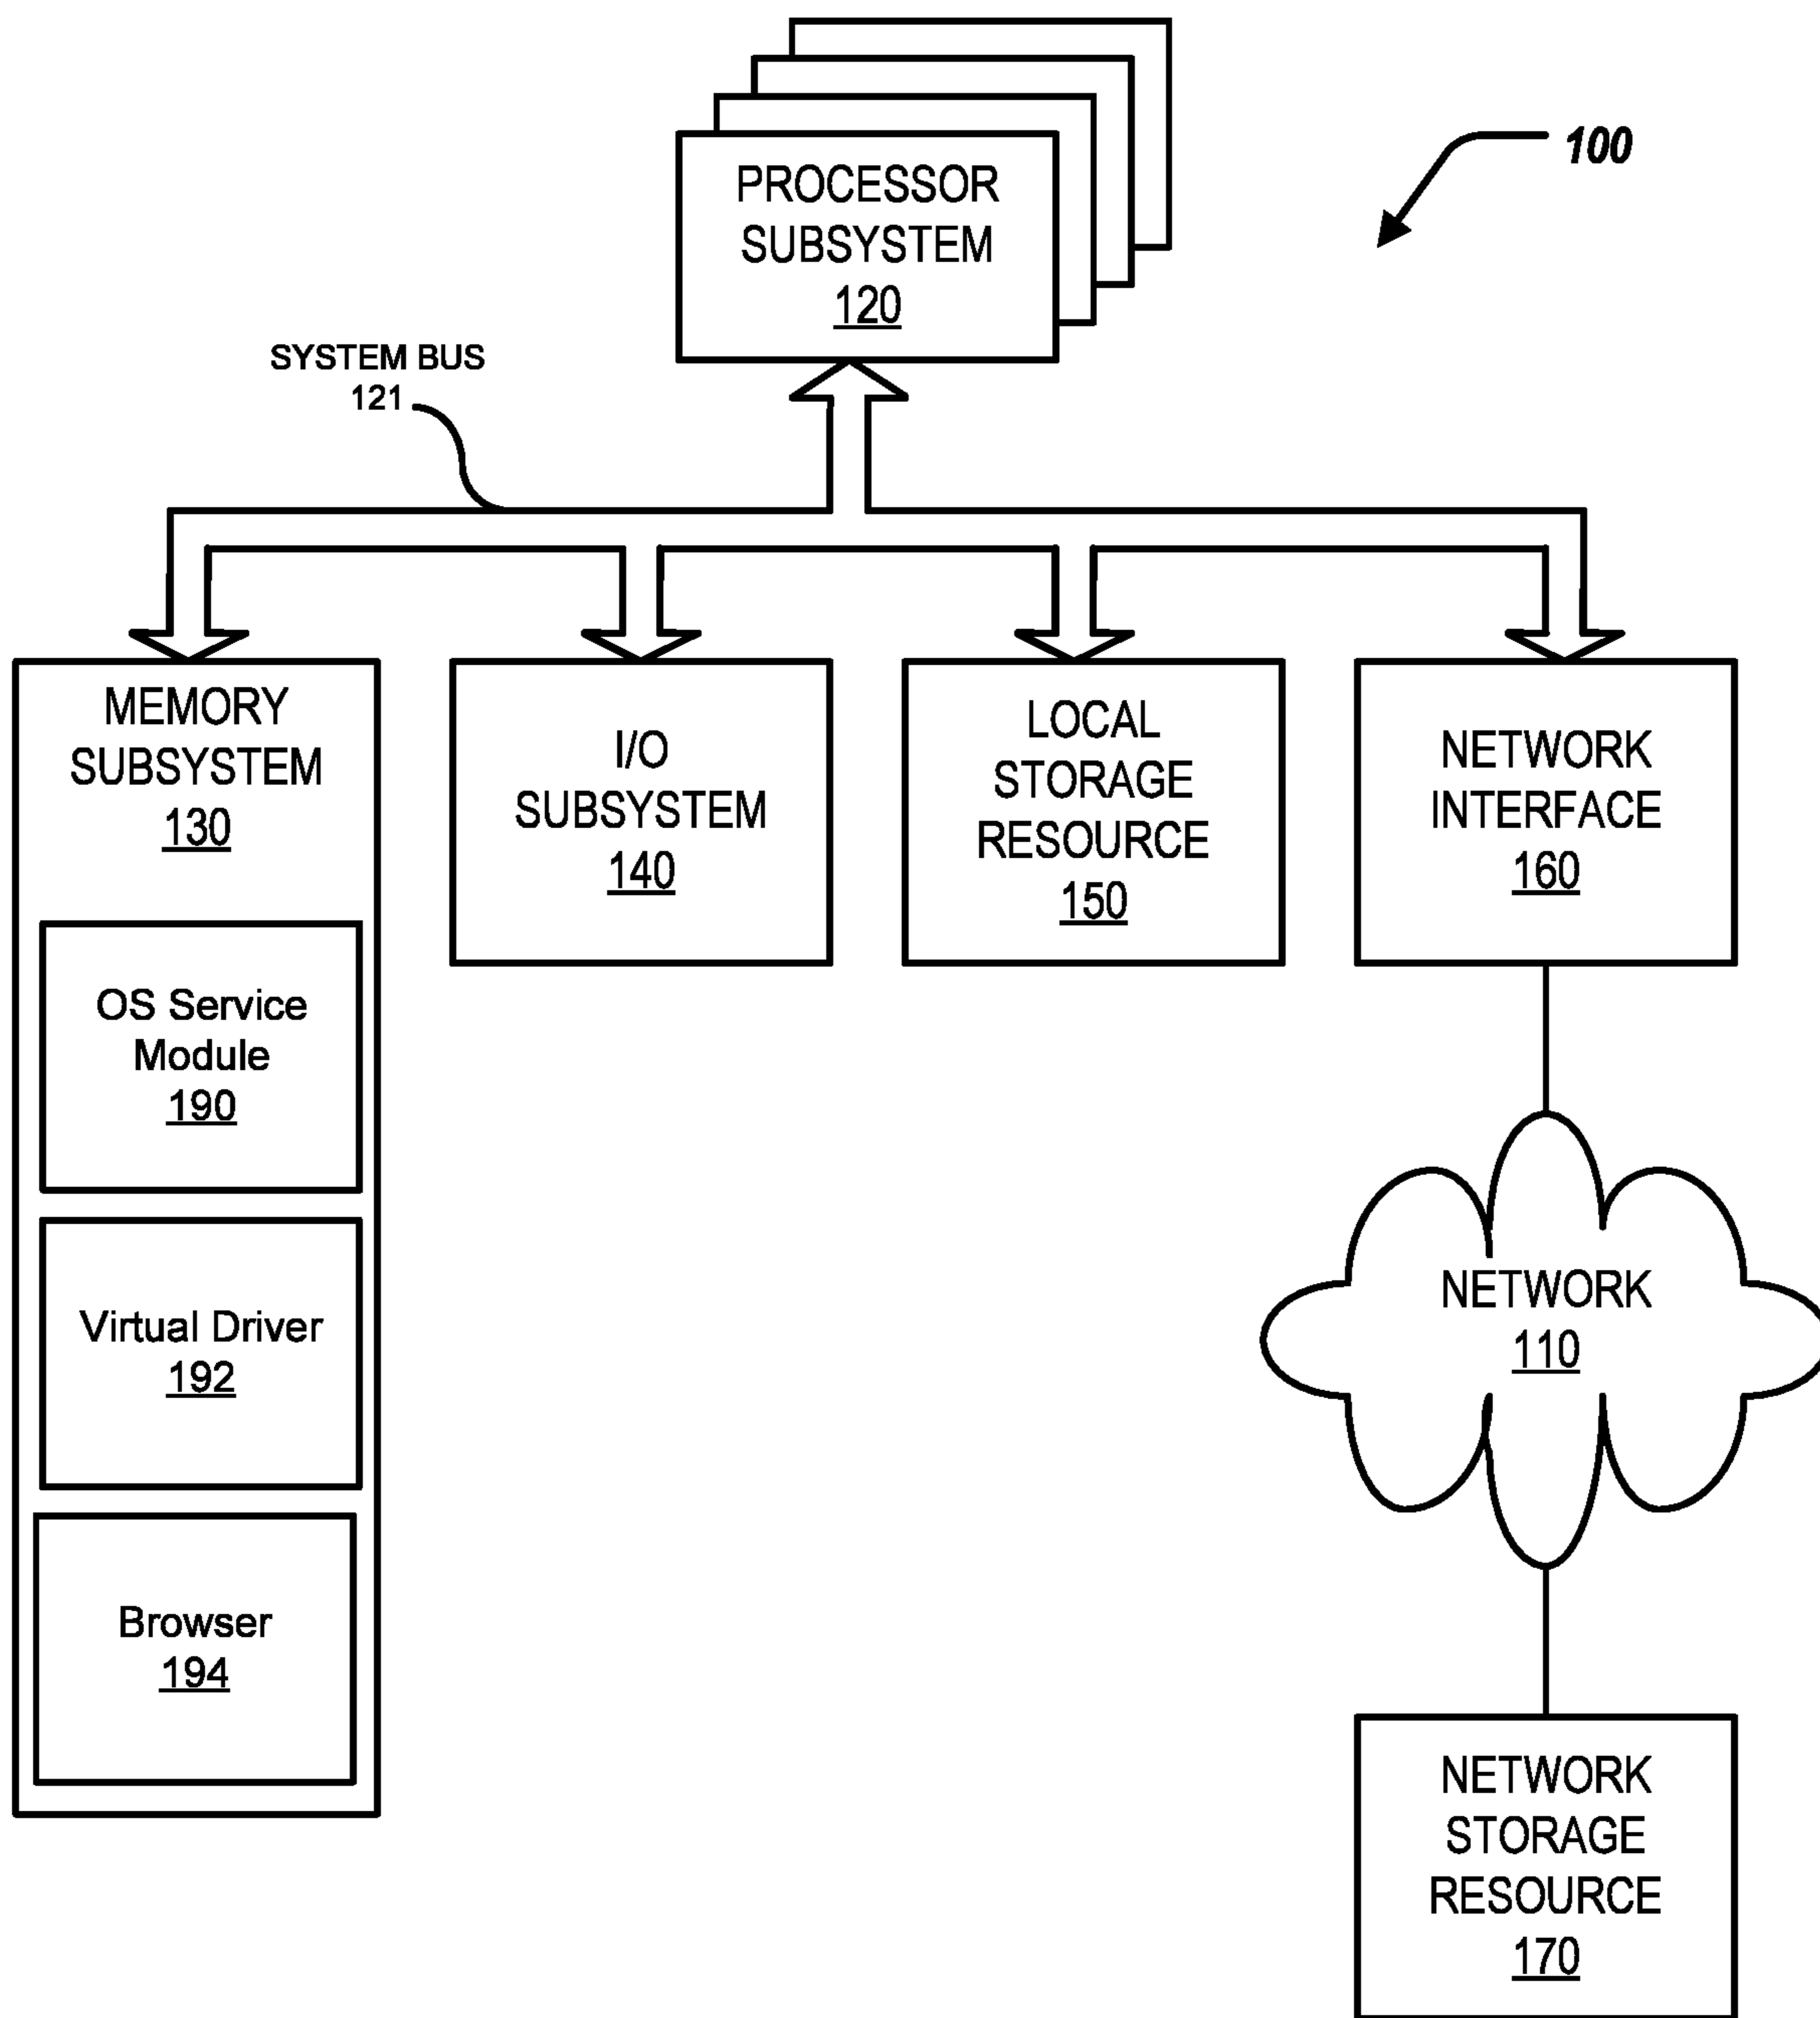 PROCESSOR
SUBSYSTEM
120
100
SYSTEM BUS
121
MEMORY
SUBSYSTEM
130
I/O
SUBSYSTEM
140
LOCAL
STORAGE
RESOURCE
150
NETWORK
INTERFACE
160
OS Service
Module
190
Virtual Driver
192
Browser
194
NETWORK
110
NETWORK
STORAGE
RESOURCE
170